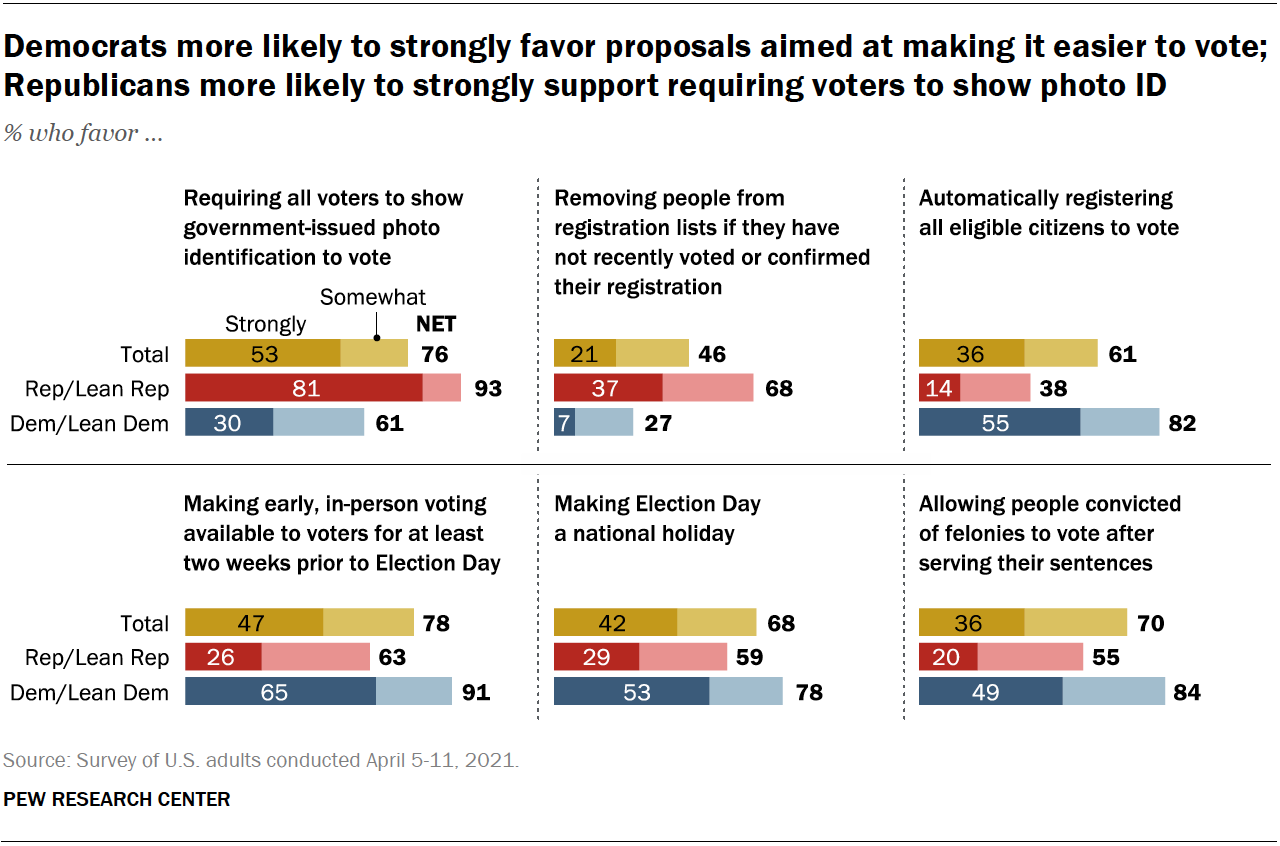 Democrats more likely to strongly favor proposals aimed at making it easier to vote;
Republicans more likely to strongly support requiring voters to show photo ID
% who favor ...
Requiring all voters to show
government-issued photo
identification to vote
Somewhat
Strongly
NET
Total 53 76
Rep/Lean Rep 81 93
Dem/Lean Dem 30 61
Removing people from
registration lists if they have
not recently voted or confirmed
their registration
21 46
37 68
7 27
Automatically registering
all eligible citizens to vote
36 61
14 38
55 82
Making early, in-person voting
available to voters for at least
two weeks prior to Election Day
Total 47 78
Rep/Lean Rep 26 63
Dem/Lean Dem 65 91
Making Election Day
a national holiday
42 68
29 59
53 78
Allowing people convicted
of felonies to vote after
serving their sentences
36 70
20 55
49 84
Source: Survey of U.S. adults conducted April 5-11, 2021.
PEW RESEARCH CENTER